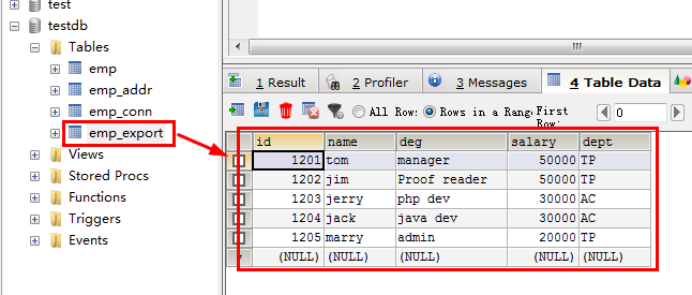 test
testdb
Tables
emp
emp_addr
emp_conn
emp_export
Views
Stored Procs
Functions
Triggers
Events
1 Result 2 Profiler 3 Messages 4 Table Data
All Row: Rows in a Rang First Row: 0
id name deg salary dept
1201 tom manager 50000 TP
1202 jim Proof reader 50000 TP
1203 jerry php dev 30000 AC
1204 jack java dev 30000 AC
1205 marry admin 20000 TP
(NULL) (NULL) (NULL) (NULL) (NULL)